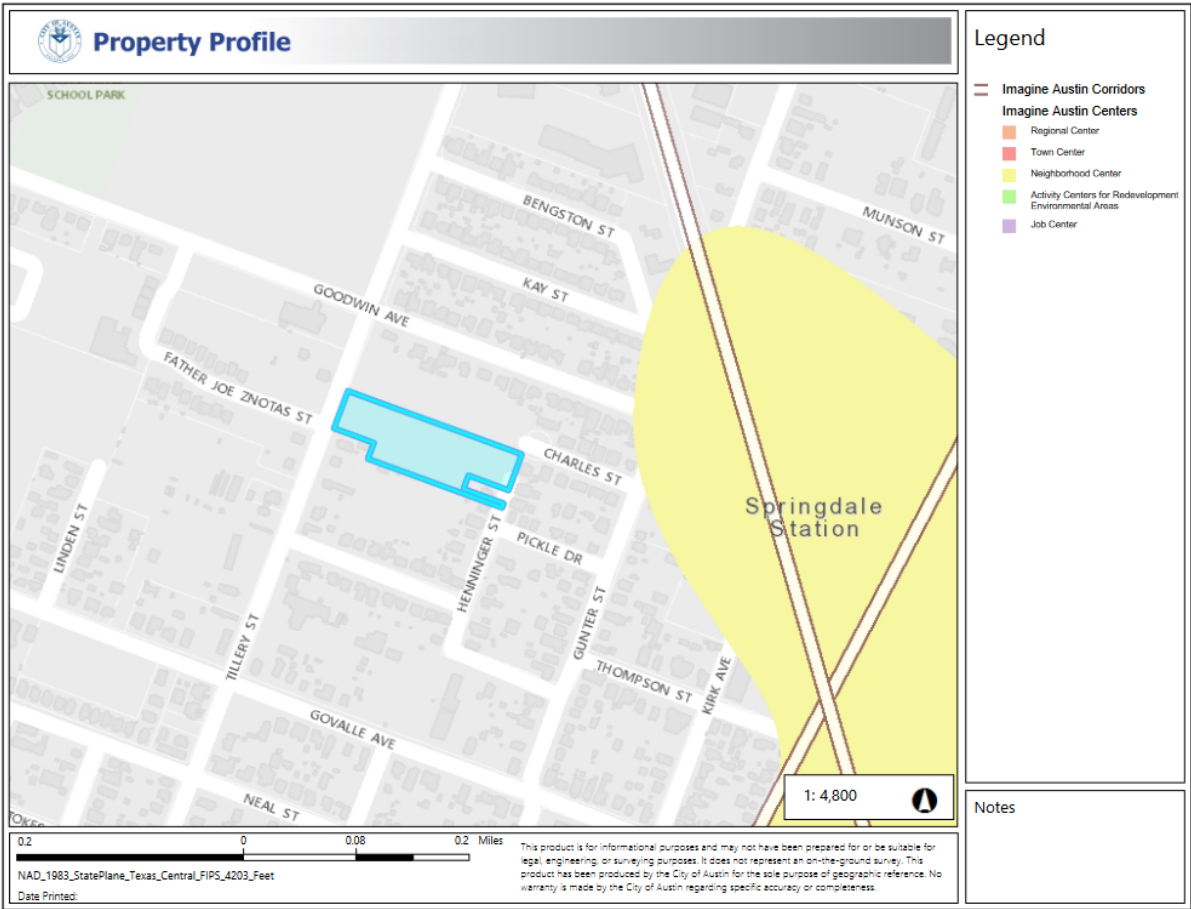 Property Profile
SCHOOL PARK
BENGSTON ST
MUNSON ST
KAY ST
GOODWIN AVE
FATHER JOE ZNOTAS ST
CHARLES ST
Springdale
Station
LINDEN ST
PICKLE DR
HENNINGER ST
GUNTER ST
TILLERY ST
THOMPSON ST
KIRK AVE
GOVALLE AVE
NEAL ST
1: 4,800
Legend
Imagine Austin Corridors
Imagine Austin Centers
Regional Center
Town Center
Neighborhood Center
Activity Centers for Redevelopment
Environmental Areas
Job Center
Notes
0.2 0 0.08 0.2 Miles
NAD_1983_StatePlane_Texas_Central_FIPS_4203_Feet
Date Printed:
This product is for informational purposes and may not have been prepared for or be suitable for
legal, engineering, or surveying purposes. It does not represent an on-the-ground survey. This
product has been produced by the City of Austin for the sole purpose of geographic reference. No
warranty is made by the City of Austin regarding specific accuracy or completeness.